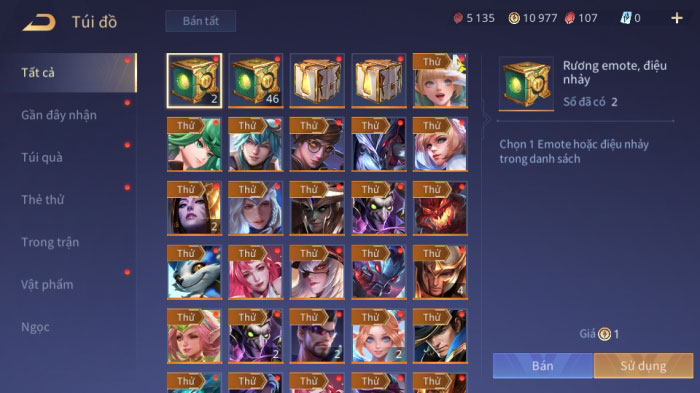 Túi đồ
Bán tất
5 135
10 977
107
0
+
Tất cả
Gần đây nhận
Túi quà
Thẻ thử
Trong trận
Vật phẩm
Ngọc
2
46
Thử
Thử
Thử
Thử
Thử
Thử
Thử
2
Thử
Thử
Thử
Thử
Thử
Thử
Thử
Thử
Thử
4
Thử
Thử
2
Thử
Thử
2
Thử
Thử
Thử
Thử
Thử
Thử
Rương emote, điệu
nhảy
Số đã có 2
Chọn 1 Emote hoặc điệu nhảy
trong danh sách
Giá 1
Bán
Sử dụng